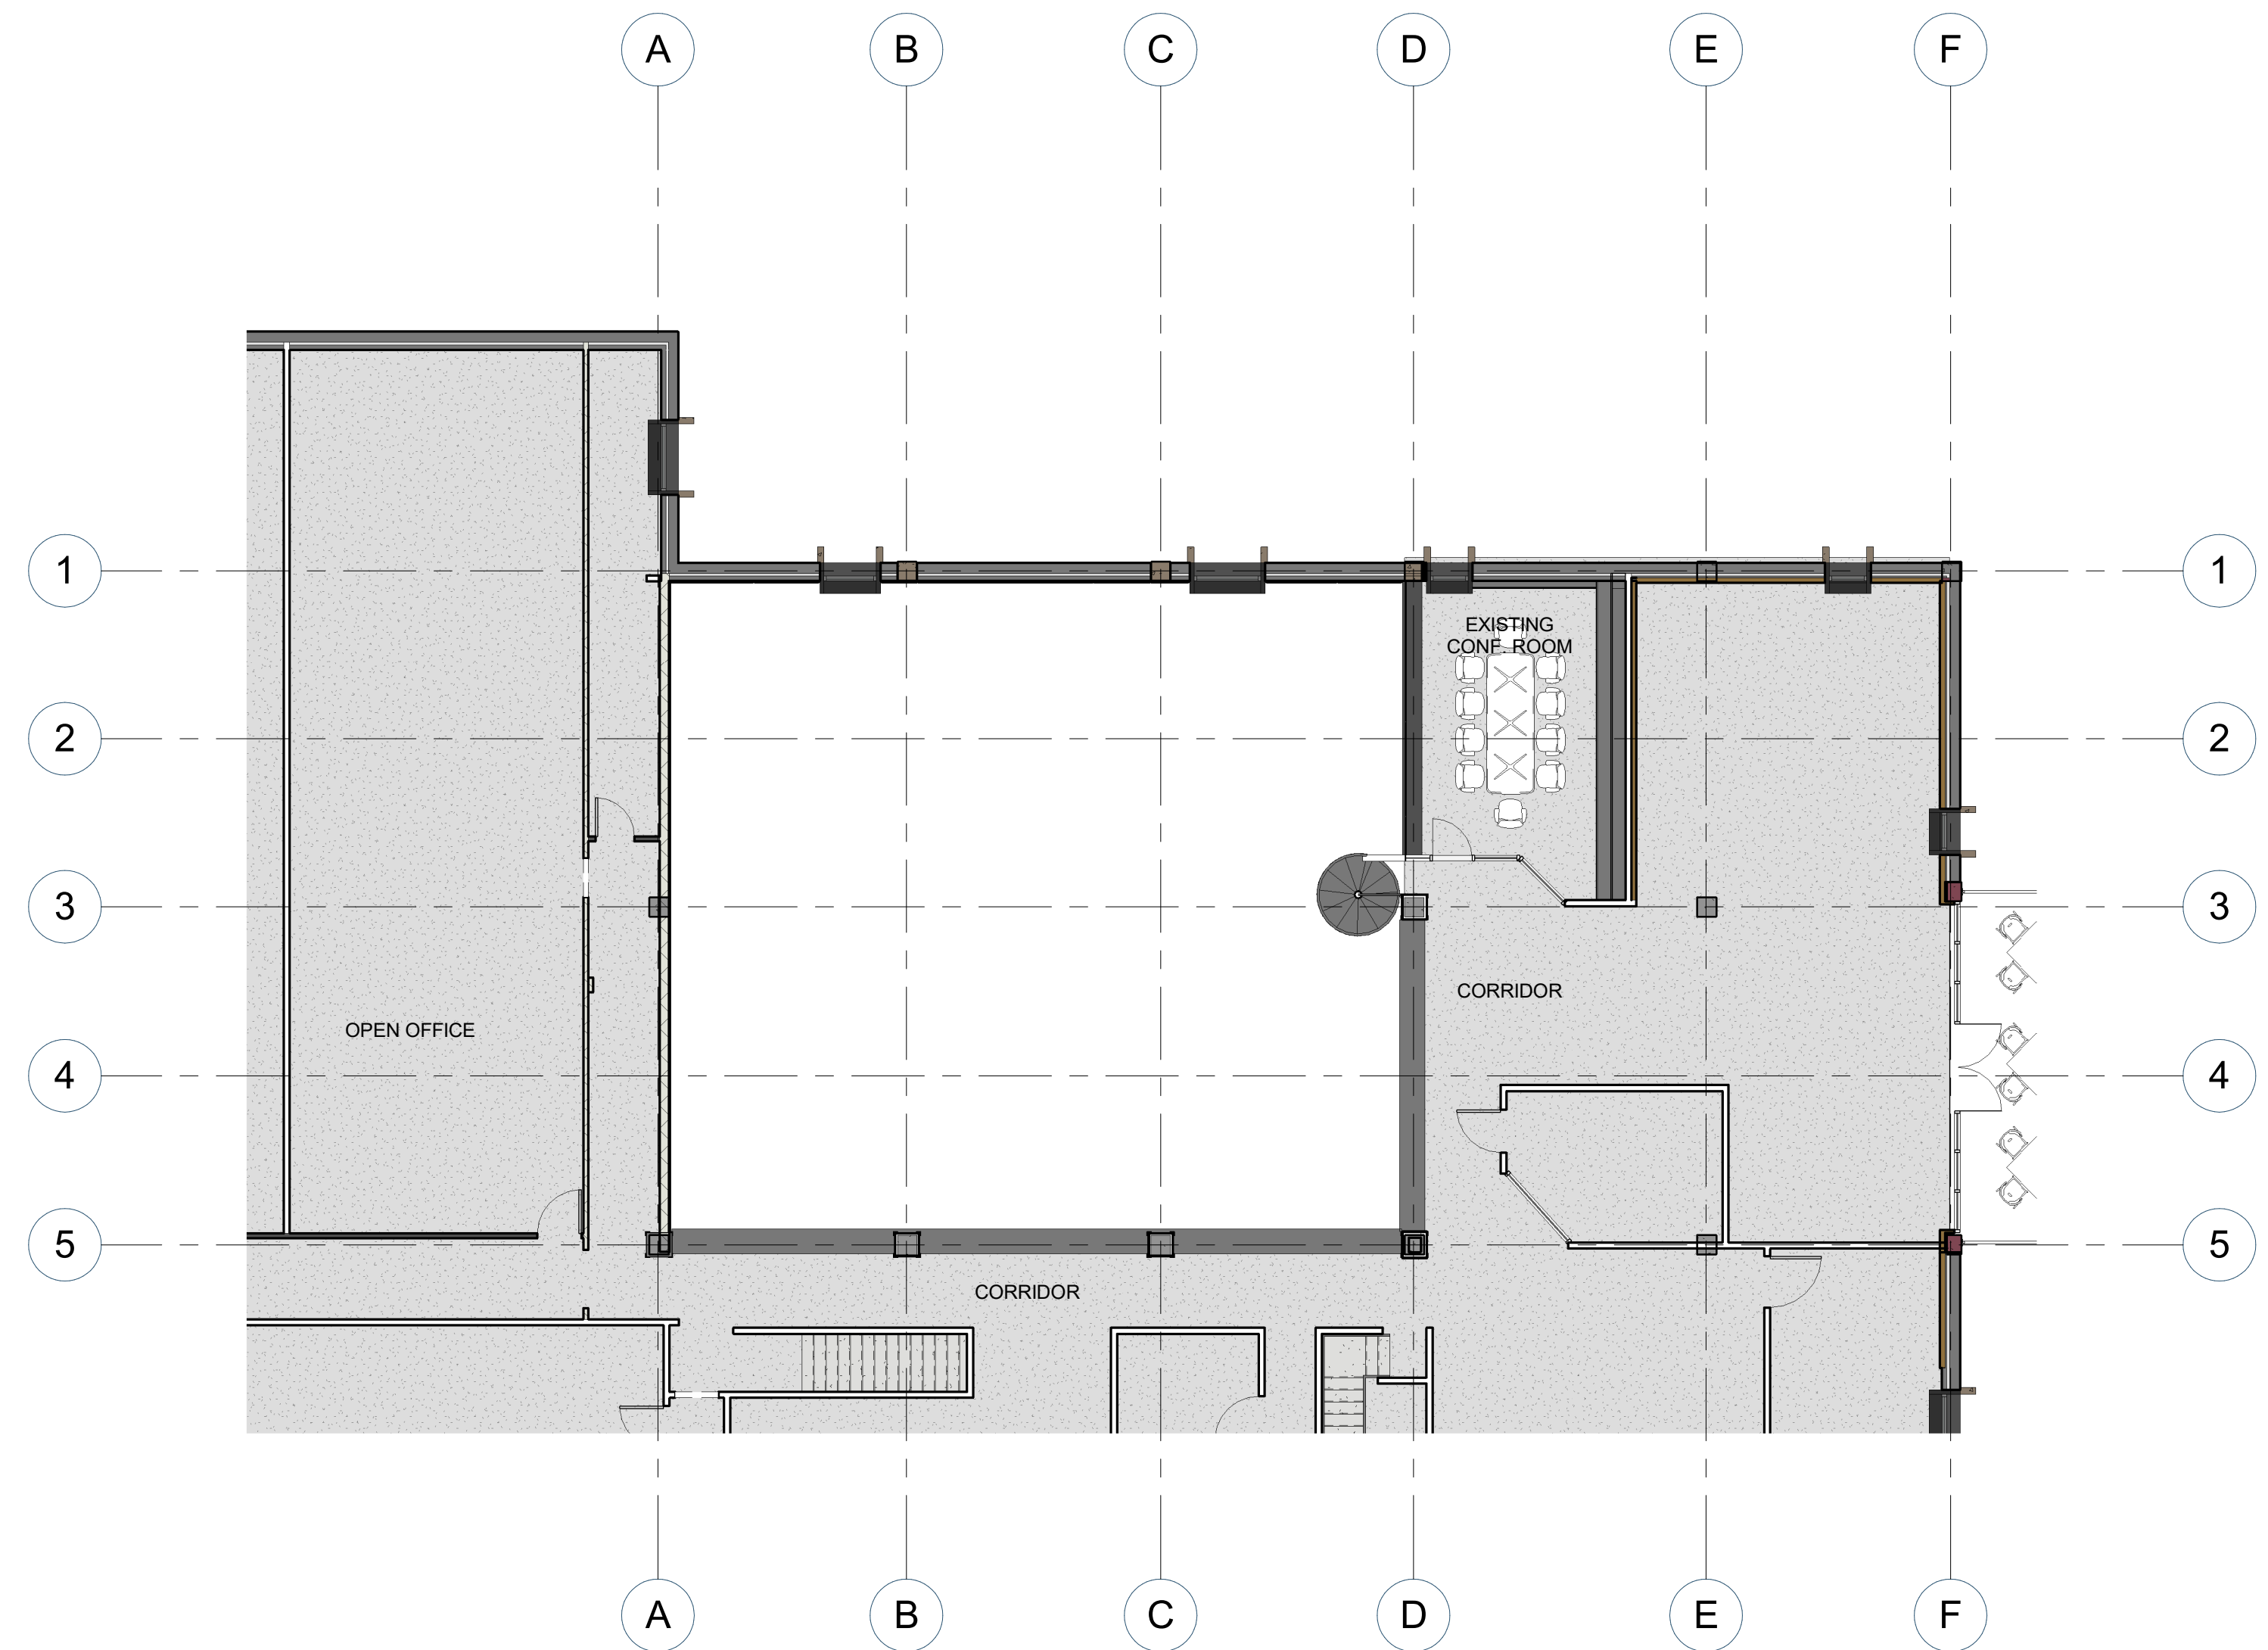 A B C D E F
1 1
EXISTING
CONF. ROOM
2 2
3 3
CORRIDOR
OPEN OFFICE
4 4
5 5
CORRIDOR
A B C D E F